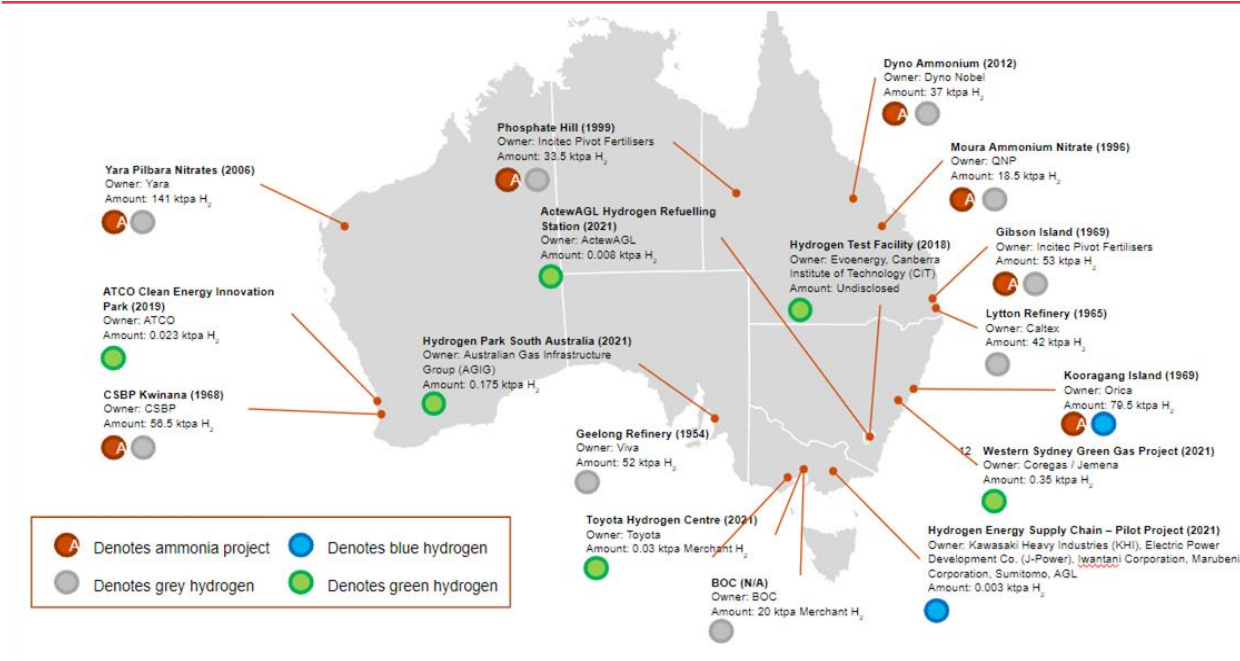 Dyno Ammonium (2012)
Owner: Dyno Nobel
Amount: 37 ktpa H₂
A
Phosphate Hill (1999)
Owner: Incitec Pivot Fertilisers
Amount: 33.5 ktpa H₂
A
Moura Ammonium Nitrate (1996)
Owner: QNP
Amount: 18.5 ktpa H₂
A
Yara Pilbara Nitrates (2006)
Owner: Yara
Amount: 141 ktpa H₂
A
ActewAGL Hydrogen Refuelling
Station (2021)
Owner: ActewAGL
Amount: 0.008 ktpa H₂
Hydrogen Test Facility (2018)
Owner: Evoenergy, Canberra
Institute of Technology (CIT)
Amount: Undisclosed
Gibson Island (1969)
Owner: Incitec Pivot Fertilisers
Amount: 53 ktpa H₂
A
ATCO Clean Energy Innovation
Park (2019)
Owner: ATCO
Amount: 0.023 ktpa H₂
Lytton Refinery (1965)
Owner: Caltex
Amount: 42 ktpa H₂
Hydrogen Park South Australia (2021)
Owner: Australian Gas Infrastructure
Group (AGIG)
Amount: 0.175 ktpa H₂
Kooragang Island (1969)
Owner: Orica
Amount: 79.5 ktpa H₂
A
CSBP Kwinana (1968)
Owner: CSBP
Amount: 56.5 ktpa H₂
A
Geelong Refinery (1954)
Owner: Viva
Amount: 52 ktpa H₂
12
Western Sydney Green Gas Project (2021)
Owner: Coregas / Jemena
Amount: 0.35 ktpa H₂
Toyota Hydrogen Centre (2021)
Owner: Toyota
Amount: 0.03 ktpa Merchant H₂
Hydrogen Energy Supply Chain – Pilot Project (2021)
Owner: Kawasaki Heavy Industries (KHI), Electric Power
Development Co. (J-Power), Iwantani Corporation, Marubeni
Corporation, Sumitomo, AGL
Amount: 0.003 ktpa H₂
BOC (N/A)
Owner: BOC
Amount: 20 ktpa Merchant H₂
A Denotes ammonia project
Denotes blue hydrogen
Denotes grey hydrogen
Denotes green hydrogen